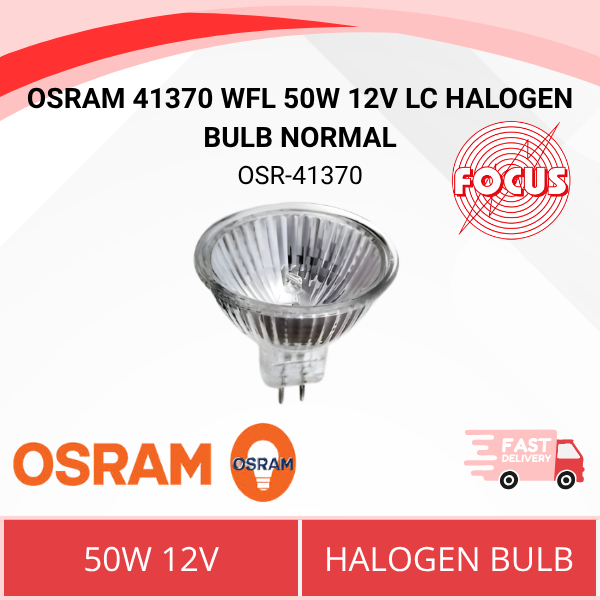 OSRAM 41370 WFL 50W 12V LC HALOGEN
BULB NORMAL
OSR-41370
FOCUS
OSRAM
OSRAM
FAST
DELIVERY
50W 12V
HALOGEN BULB